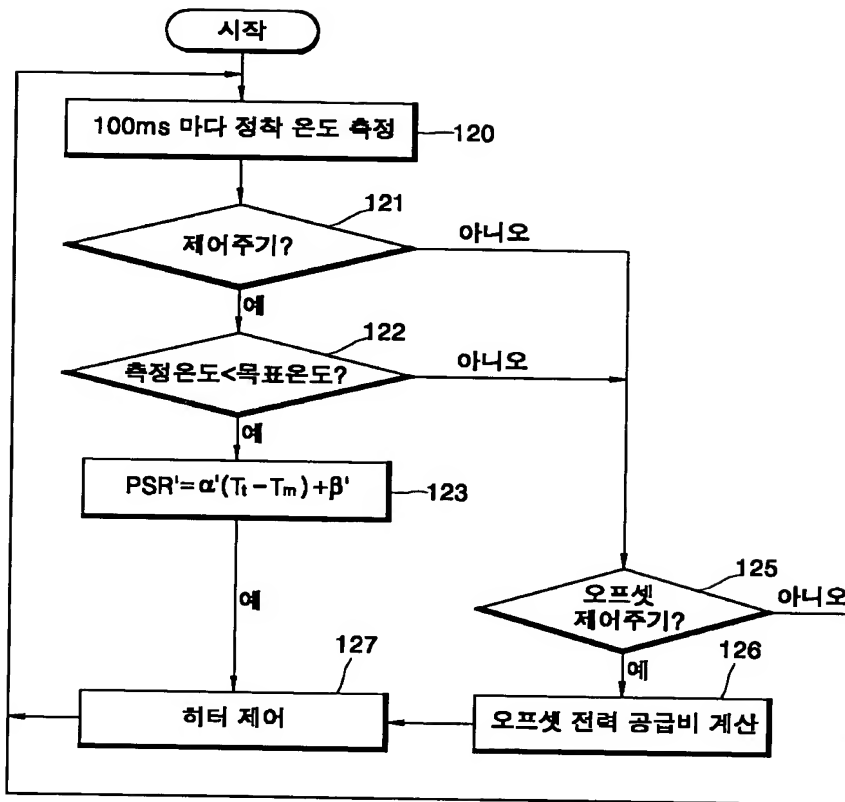 시작
100ms 마다 정착 온도 측정
120
121
제어주기?
아니오
예
122
측정온도<목표온도?
아니오
예
PSR'=α'(Tt-Tm)+β'
123
예
125
오프셋
제어주기?
아니오
예
127
126
히터 제어
오프셋 전력 공급비 계산